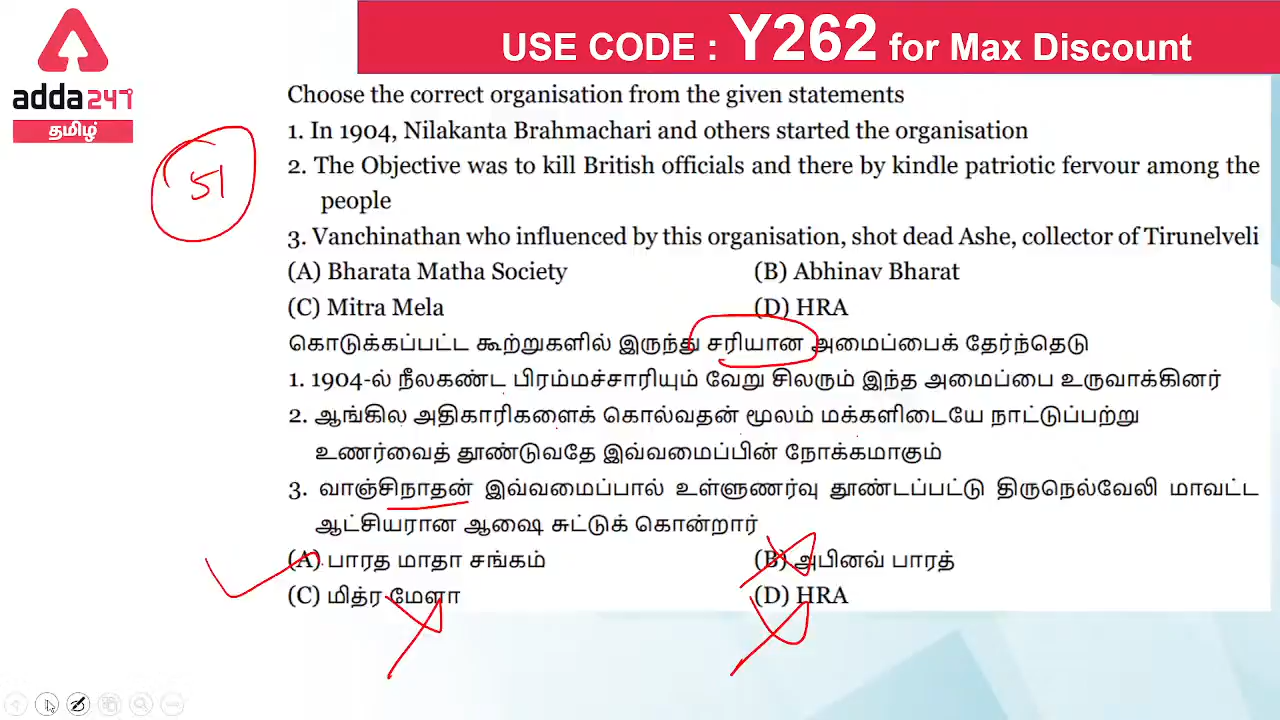 USE CODE : Y262 for Max Discount
adda247
தமிழ்
51
Choose the correct organisation from the given statements
1. In 1904, Nilakanta Brahmachari and others started the organisation
2. The Objective was to kill British officials and there by kindle patriotic fervour among the
people
3. Vanchinathan who influenced by this organisation, shot dead Ashe, collector of Tirunelveli
(A) Bharata Matha Society (B) Abhinav Bharat
(C) Mitra Mela (D) HRA
கொடுக்கப்பட்ட கூற்றுகளில் இருந்து சரியான அமைப்பைக் தேர்ந்தெடு
1. 1904-ல் நீலகண்ட பிரம்மச்சாரியும் வேறு சிலரும் இந்த அமைப்பை உருவாக்கினர்
2. ஆங்கில அதிகாரிகளைக் கொல்வதன் மூலம் மக்களிடையே நாட்டுப்பற்று
உணர்வைத் தூண்டுவதே இவ்வமைப்பின் நோக்கமாகும்
3. வாஞ்சிநாதன் இவ்வமைப்பால் உள்ளுணர்வு தூண்டப்பட்டு திருநெல்வேலி மாவட்ட
ஆட்சியரான ஆஷை சுட்டுக் கொன்றார்
(A) பாரத மாதா சங்கம் (B) அபினவ் பாரத்
(C) மித்ர மேளா (D) HRA